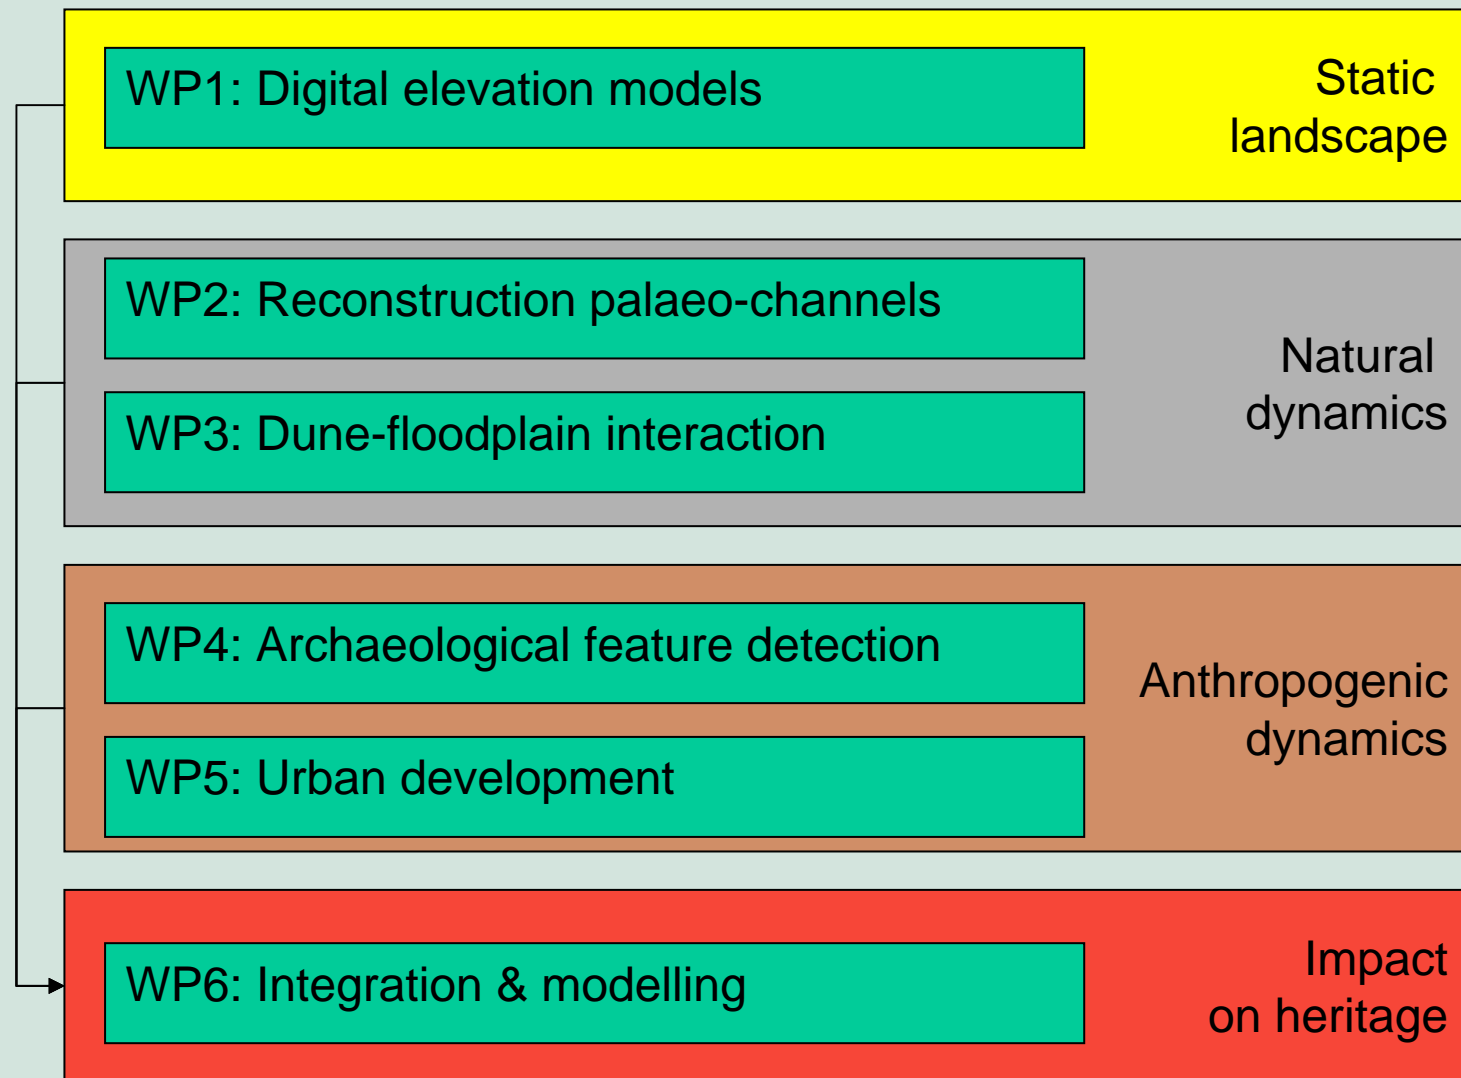 WP1: Digital elevation models
Static
landscape
WP2: Reconstruction palaeo-channels
WP3: Dune-floodplain interaction
Natural
dynamics
WP4: Archaeological feature detection
WP5: Urban development
Anthropogenic
dynamics
WP6: Integration & modelling
Impact
on heritage